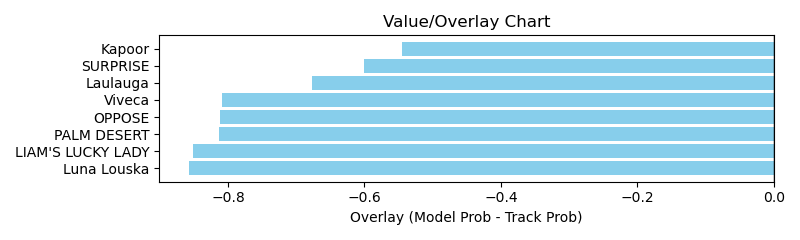 Value/Overlay Chart
Kapoor
SURPRISE
Laulauga
Viveca
OPPOSE
PALM DESERT
LIAM'S LUCKY LADY
Luna Louska
−0.8 −0.6 −0.4 −0.2 0.0
Overlay (Model Prob - Track Prob)